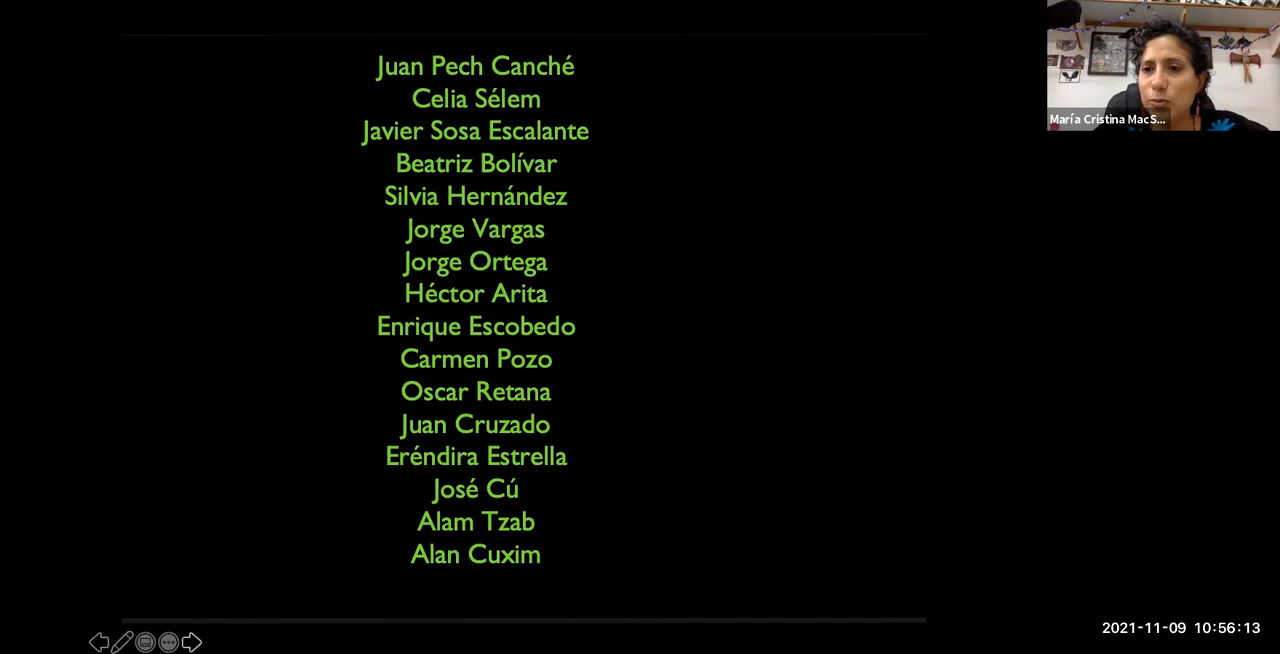 Juan Pech Canché
Celia Sélem
Javier Sosa Escalante
Beatriz Bolívar
Silvia Hernández
Jorge Vargas
Jorge Ortega
Héctor Arita
Enrique Escobedo
Carmen Pozo
Oscar Retana
Juan Cruzado
Eréndira Estrella
José Cú
Alam Tzab
Alan Cuxim
María Cristina MacS...
2021-11-09 10:56:13